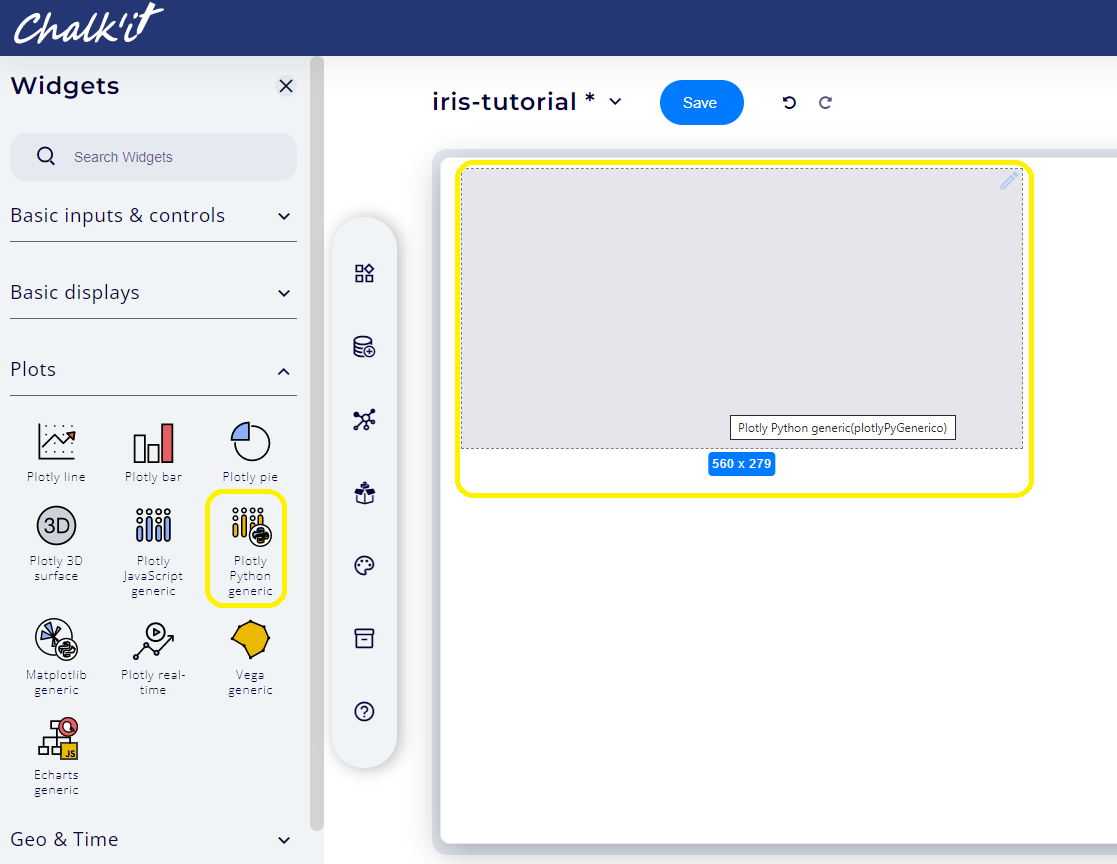 Chalk'it
Widgets
iris-tutorial *
Save
Search Widgets
Basic inputs & controls
Basic displays
Plots
Plotly line
Plotly bar
Plotly pie
3D
Plotly 3D
surface
Plotly
JavaScript
generic
Plotly
Python
generic
Matplotlib
generic
Plotly real-
time
Vega
generic
JS
Echarts
generic
Geo & Time
Plotly Python generic(plotlyPyGenerico)
560 x 279